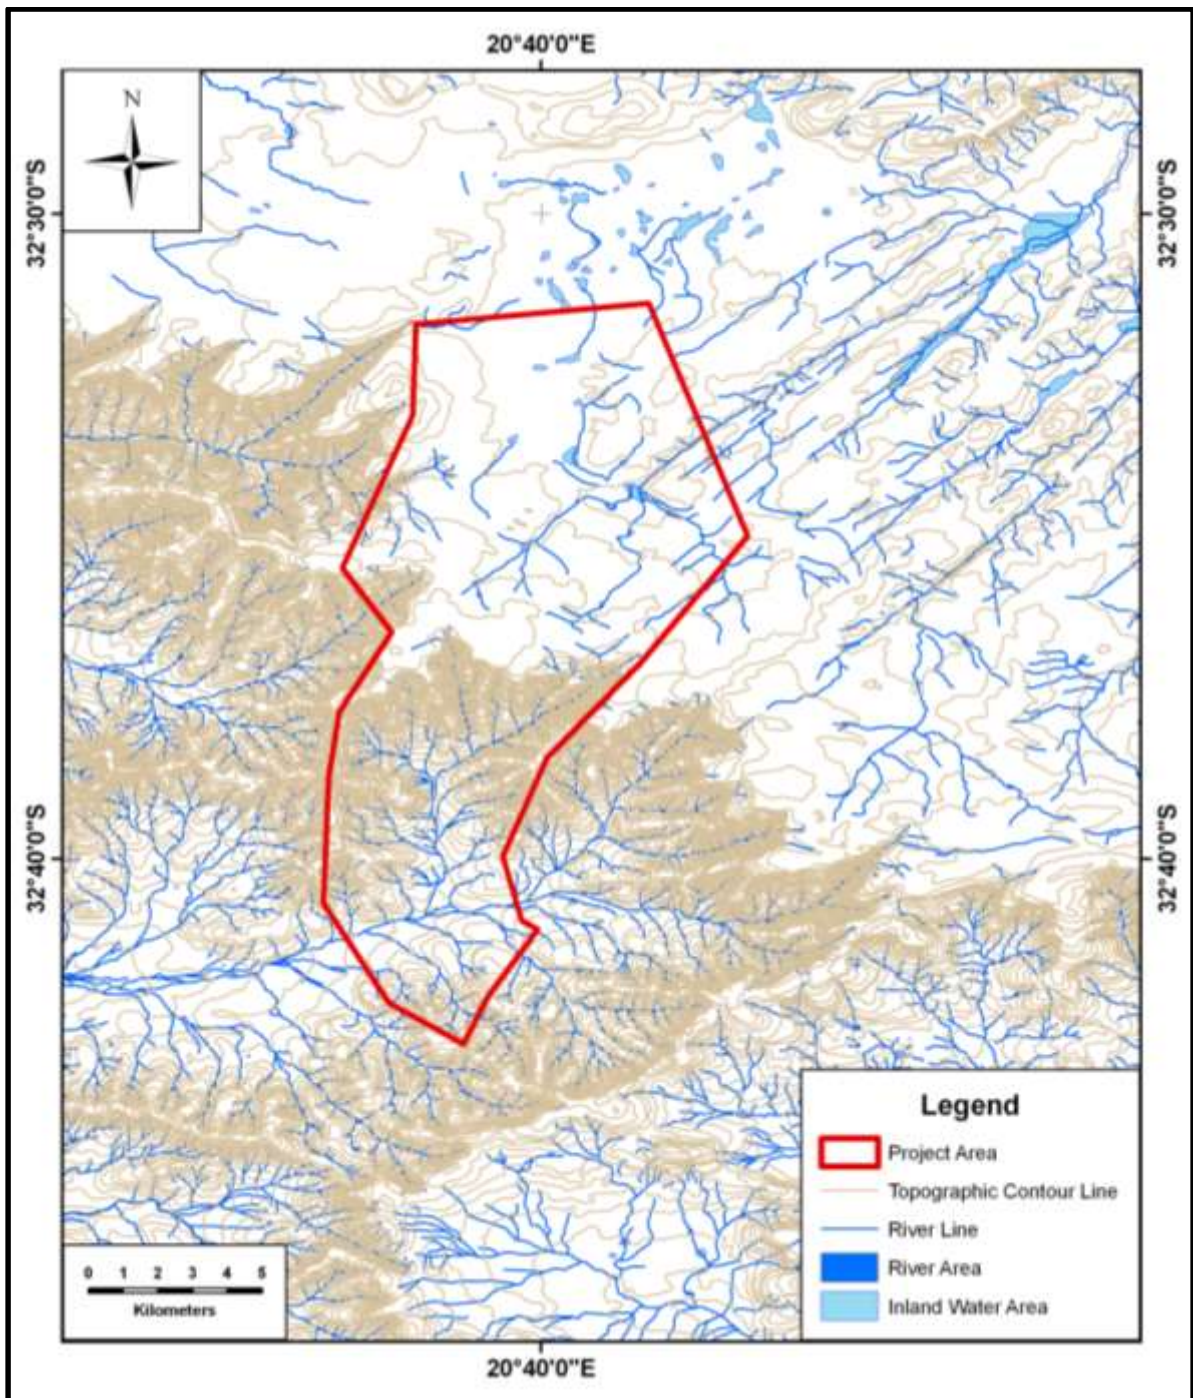 20°40'0"E
N
32°30'0"S
32°30'0"S
32°40'0"S
32°40'0"S
Legend
Project Area
Topographic Contour Line
River Line
River Area
Inland Water Area
0 1 2 3 4 5
Kilometers
20°40'0"E